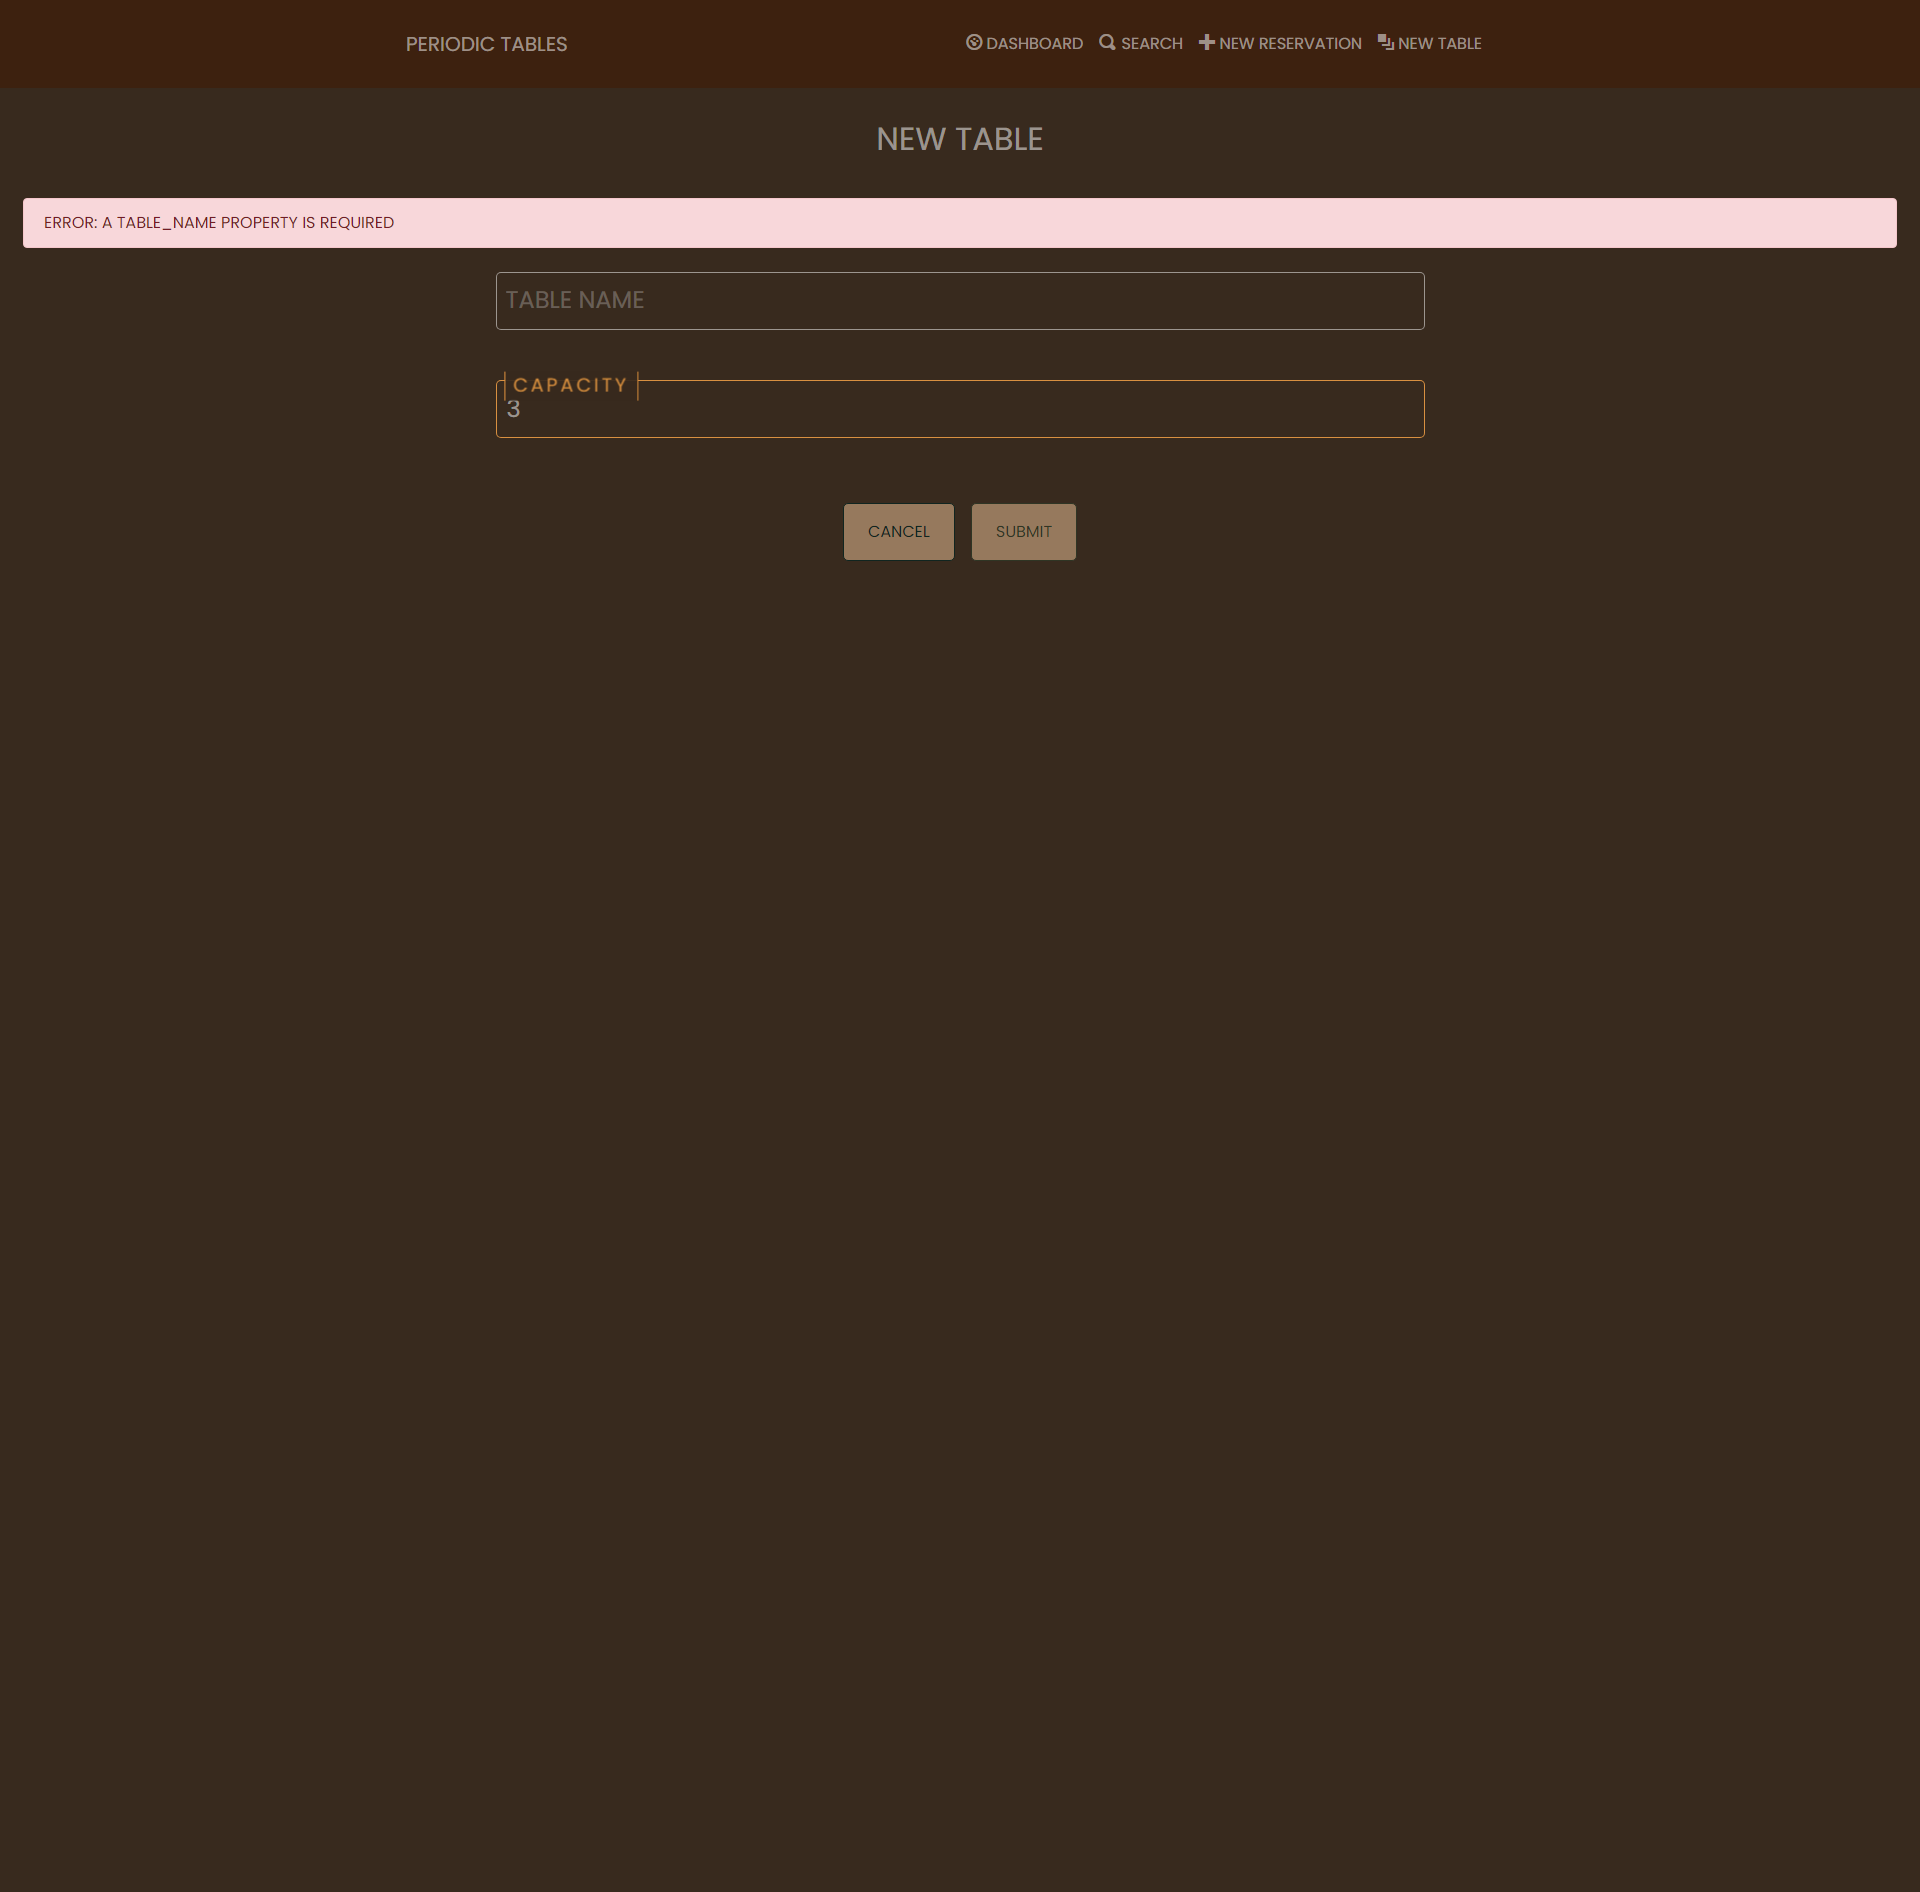 PERIODIC TABLES
DASHBOARD SEARCH NEW RESERVATION NEW TABLE
NEW TABLE
ERROR: A TABLE_NAME PROPERTY IS REQUIRED
TABLE NAME
CAPACITY
3
CANCEL SUBMIT